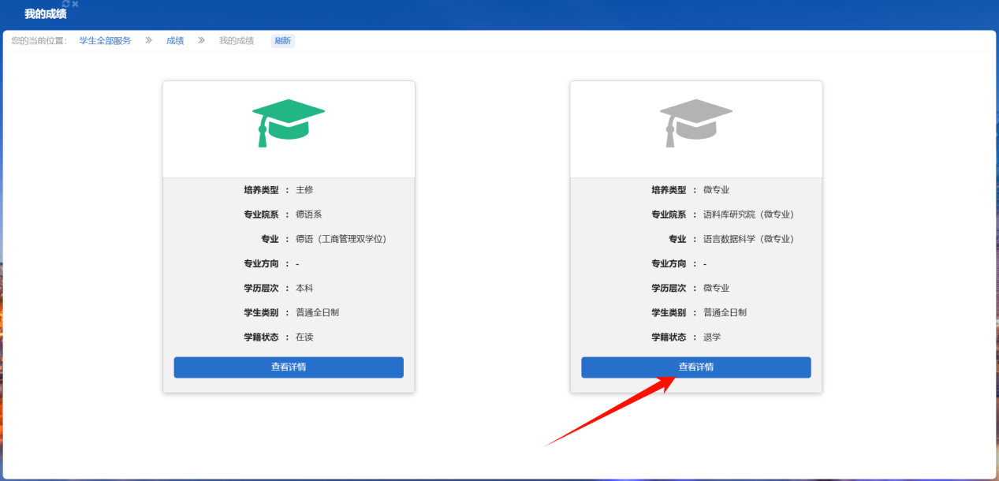 我的成绩
您的当前位置： 学生全部服务 » 成绩 » 我的成绩 刷新
培养类型 ： 主修
专业院系 ： 德语系
专业 ： 德语（工商管理双学位）
专业方向 ： -
学历层次 ： 本科
学生类别 ： 普通全日制
学籍状态 ： 在读
查看详情
培养类型 ： 微专业
专业院系 ： 语料库研究院（微专业）
专业 ： 语言数据科学（微专业）
专业方向 ： -
学历层次 ： 微专业
学生类别 ： 普通全日制
学籍状态 ： 退学
查看详情